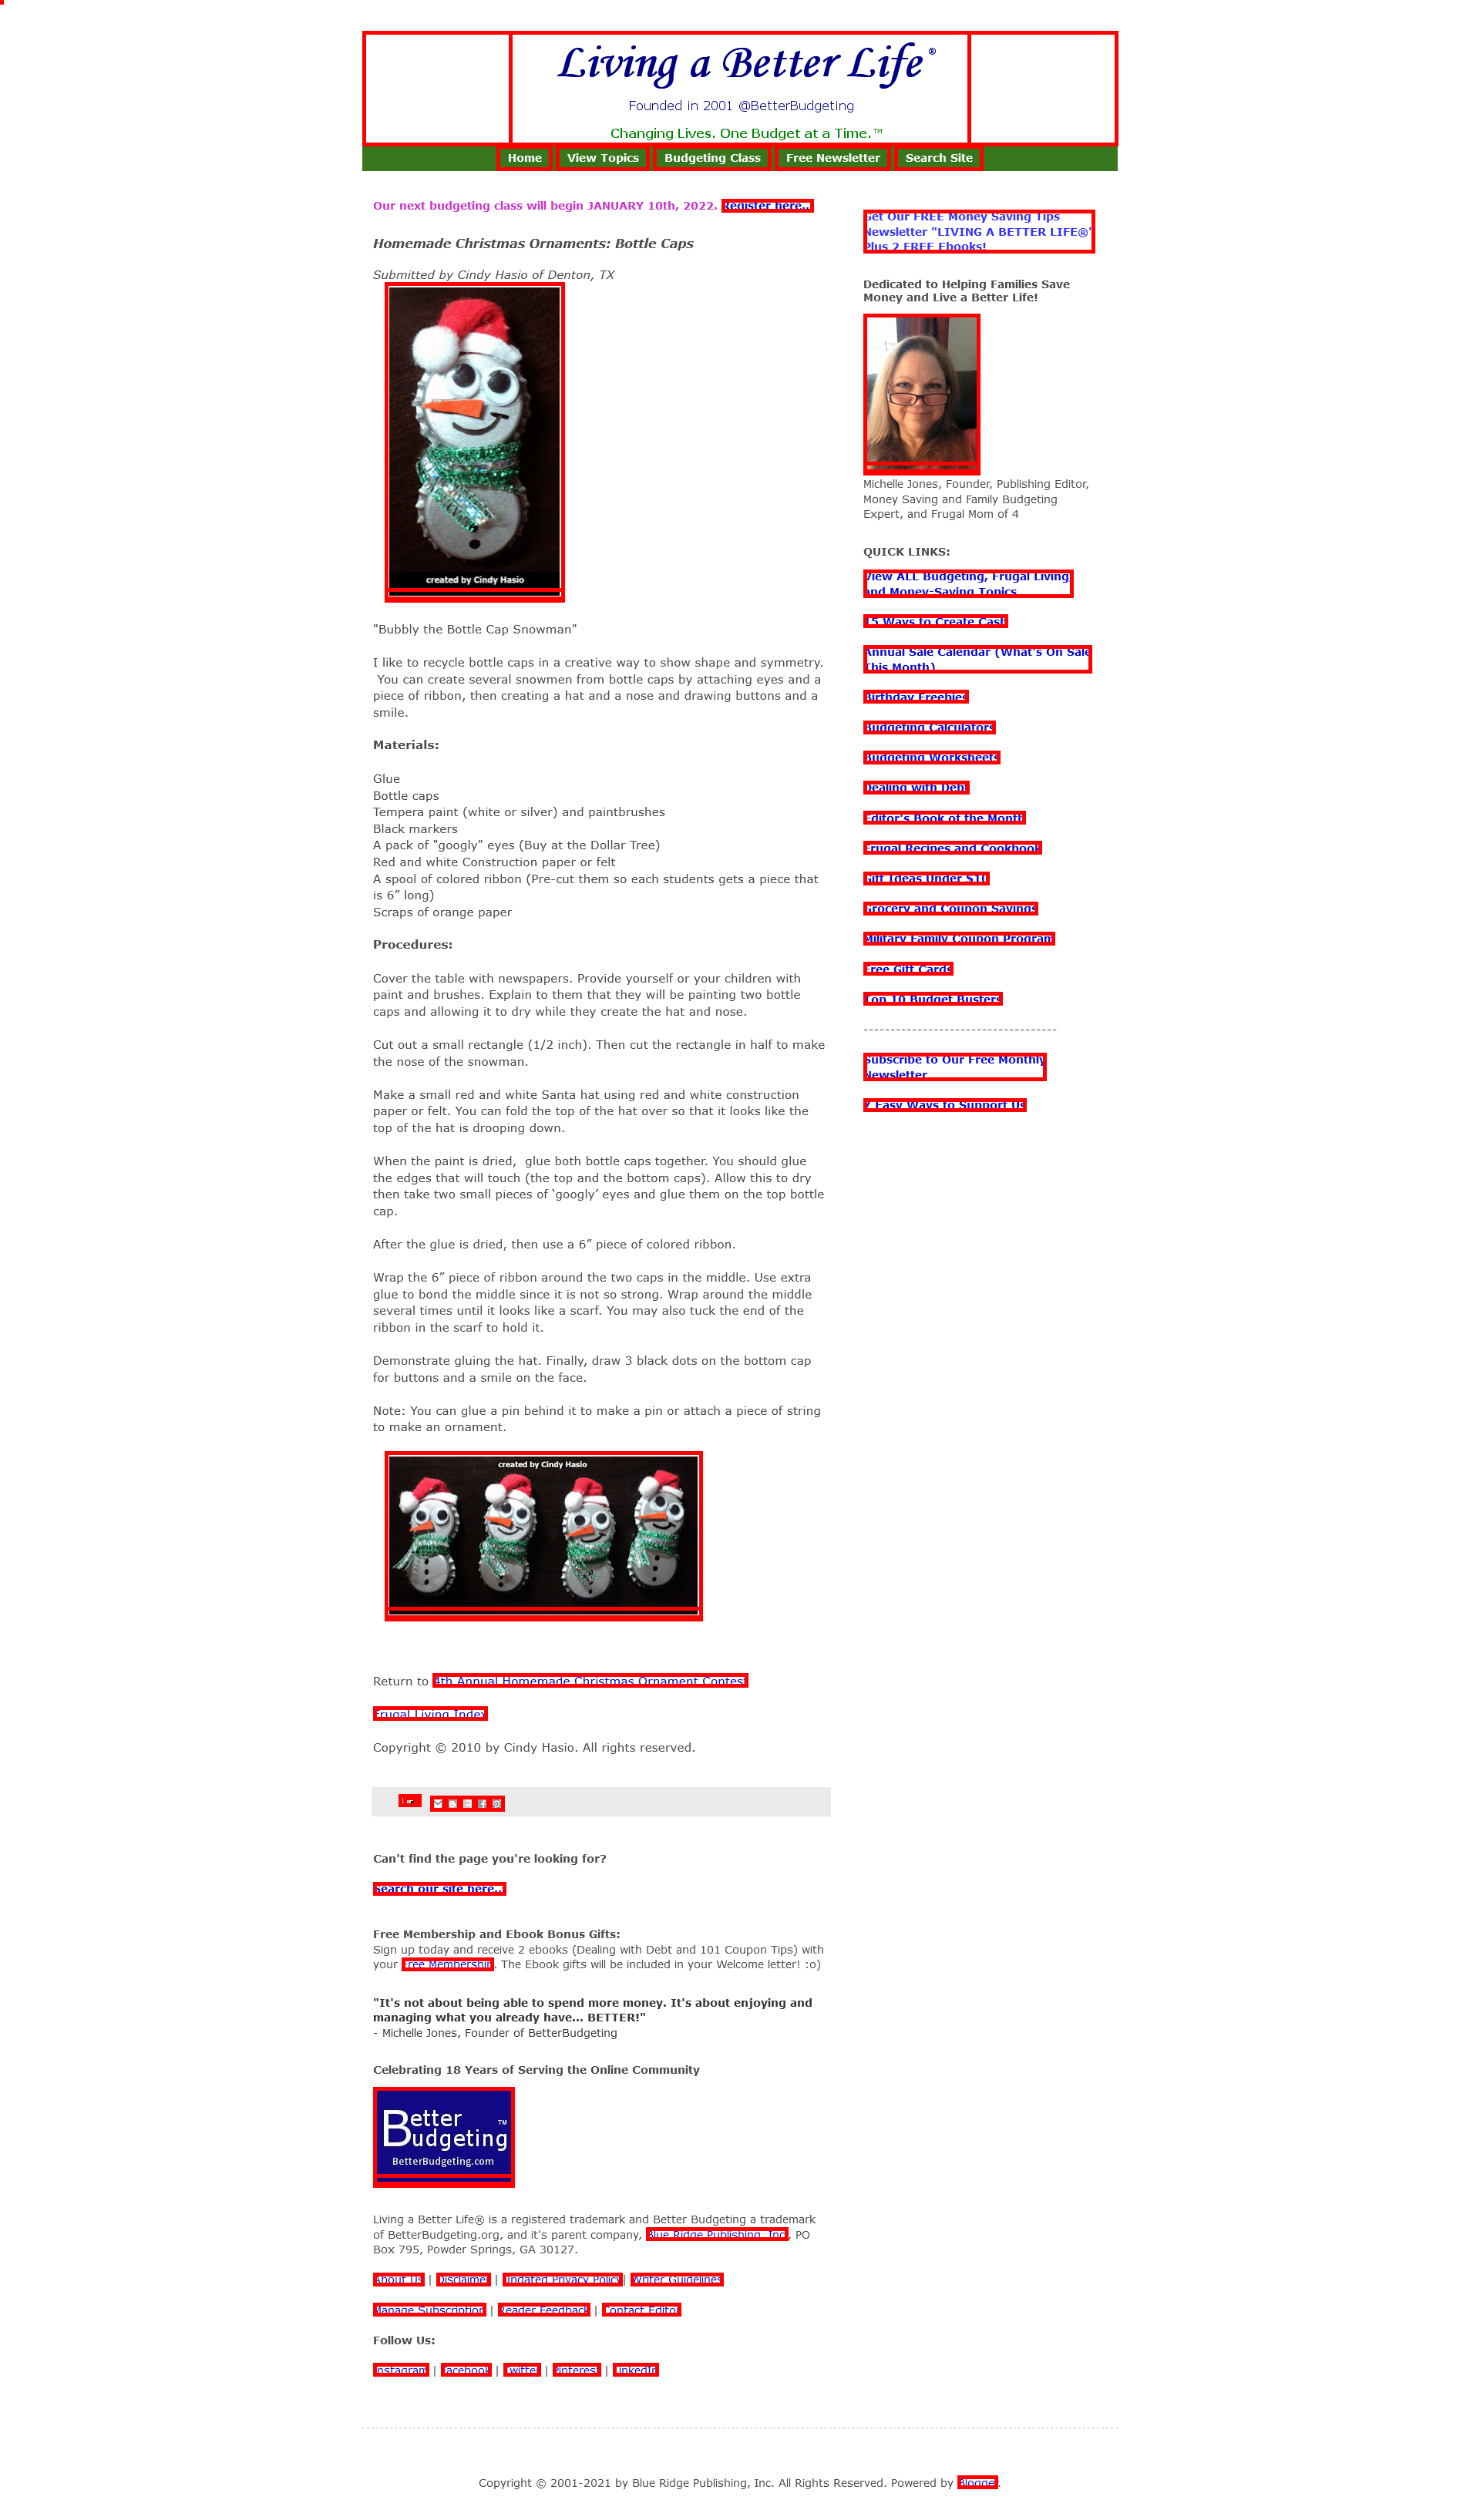 Living a Better Life®
Founded in 2001 @BetterBudgeting
Changing Lives. One Budget at a Time.™
Home View Topics Budgeting Class Free Newsletter Search Site
Our next budgeting class will begin JANUARY 10th, 2022. Register here...
Homemade Christmas Ornaments: Bottle Caps
Submitted by Cindy Hasio of Denton, TX
created by Cindy Hasio
"Bubbly the Bottle Cap Snowman"
I like to recycle bottle caps in a creative way to show shape and symmetry.
You can create several snowmen from bottle caps by attaching eyes and a
piece of ribbon, then creating a hat and a nose and drawing buttons and a
smile.
Materials:
Glue
Bottle caps
Tempera paint (white or silver) and paintbrushes
Black markers
A pack of "googly" eyes (Buy at the Dollar Tree)
Red and white Construction paper or felt
A spool of colored ribbon (Pre-cut them so each students gets a piece that
is 6” long)
Scraps of orange paper
Procedures:
Cover the table with newspapers. Provide yourself or your children with
paint and brushes. Explain to them that they will be painting two bottle
caps and allowing it to dry while they create the hat and nose.
Cut out a small rectangle (1/2 inch). Then cut the rectangle in half to make
the nose of the snowman.
Make a small red and white Santa hat using red and white construction
paper or felt. You can fold the top of the hat over so that it looks like the
top of the hat is drooping down.
When the paint is dried,  glue both bottle caps together. You should glue
the edges that will touch (the top and the bottom caps). Allow this to dry
then take two small pieces of ‘googly’ eyes and glue them on the top bottle
cap.
After the glue is dried, then use a 6” piece of colored ribbon.
Wrap the 6” piece of ribbon around the two caps in the middle. Use extra
glue to bond the middle since it is not so strong. Wrap around the middle
several times until it looks like a scarf. You may also tuck the end of the
ribbon in the scarf to hold it.
Demonstrate gluing the hat. Finally, draw 3 black dots on the bottom cap
for buttons and a smile on the face.
Note: You can glue a pin behind it to make a pin or attach a piece of string
to make an ornament.
created by Cindy Hasio
Return to 4th Annual Homemade Christmas Ornament Contest
Frugal Living Index
Copyright © 2010 by Cindy Hasio. All rights reserved.
Can't find the page you're looking for?
Search our site here...
Free Membership and Ebook Bonus Gifts:
Sign up today and receive 2 ebooks (Dealing with Debt and 101 Coupon Tips) with
your Free Membership. The Ebook gifts will be included in your Welcome letter! :o)
"It's not about being able to spend more money. It's about enjoying and
managing what you already have... BETTER!"
- Michelle Jones, Founder of BetterBudgeting
Celebrating 18 Years of Serving the Online Community
Better
Budgeting™
BetterBudgeting.com
Living a Better Life® is a registered trademark and Better Budgeting a trademark
of BetterBudgeting.org, and it's parent company, Blue Ridge Publishing, Inc., PO
Box 795, Powder Springs, GA 30127.
About Us | Disclaimer | Updated Privacy Policy | Writer Guidelines
Manage Subscription | Reader Feedback | Contact Editor
Follow Us:
Instagram | Facebook | Twitter | Pinterest | LinkedIn
Get Our FREE Money Saving Tips
Newsletter "LIVING A BETTER LIFE®"
Plus 2 FREE Ebooks!
Dedicated to Helping Families Save
Money and Live a Better Life!
Michelle Jones, Founder, Publishing Editor,
Money Saving and Family Budgeting
Expert, and Frugal Mom of 4
QUICK LINKS:
View ALL Budgeting, Frugal Living,
and Money-Saving Topics
15 Ways to Create Cash
Annual Sale Calendar (What's On Sale
This Month)
Birthday Freebies
Budgeting Calculators
Budgeting Worksheets
Dealing with Debt
Editor's Book of the Month
Frugal Recipes and Cookbook
Gift Ideas Under $10
Grocery and Coupon Savings
Military Family Coupon Program
Free Gift Cards
Top 10 Budget Busters
------------------------------------
Subscribe to Our Free Monthly
Newsletter
7 Easy Ways to Support Us
Copyright © 2001-2021 by Blue Ridge Publishing, Inc. All Rights Reserved. Powered by Blogger.